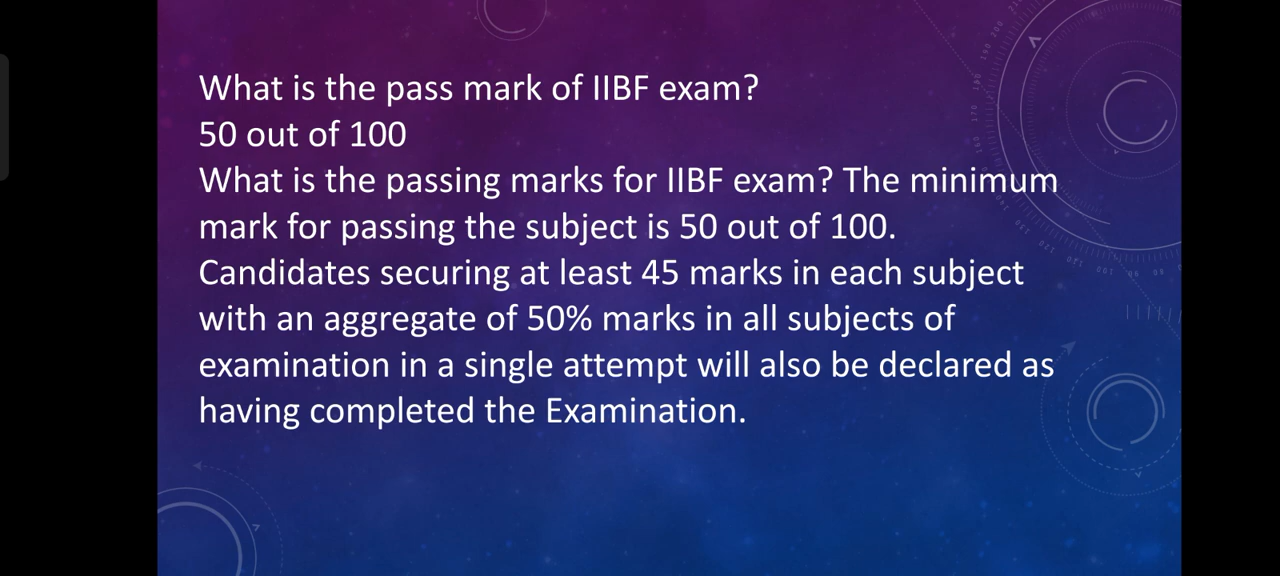 What is the pass mark of IIBF exam?
50 out of 100
What is the passing marks for IIBF exam? The minimum
mark for passing the subject is 50 out of 100.
Candidates securing at least 45 marks in each subject
with an aggregate of 50% marks in all subjects of
examination in a single attempt will also be declared as
having completed the Examination.